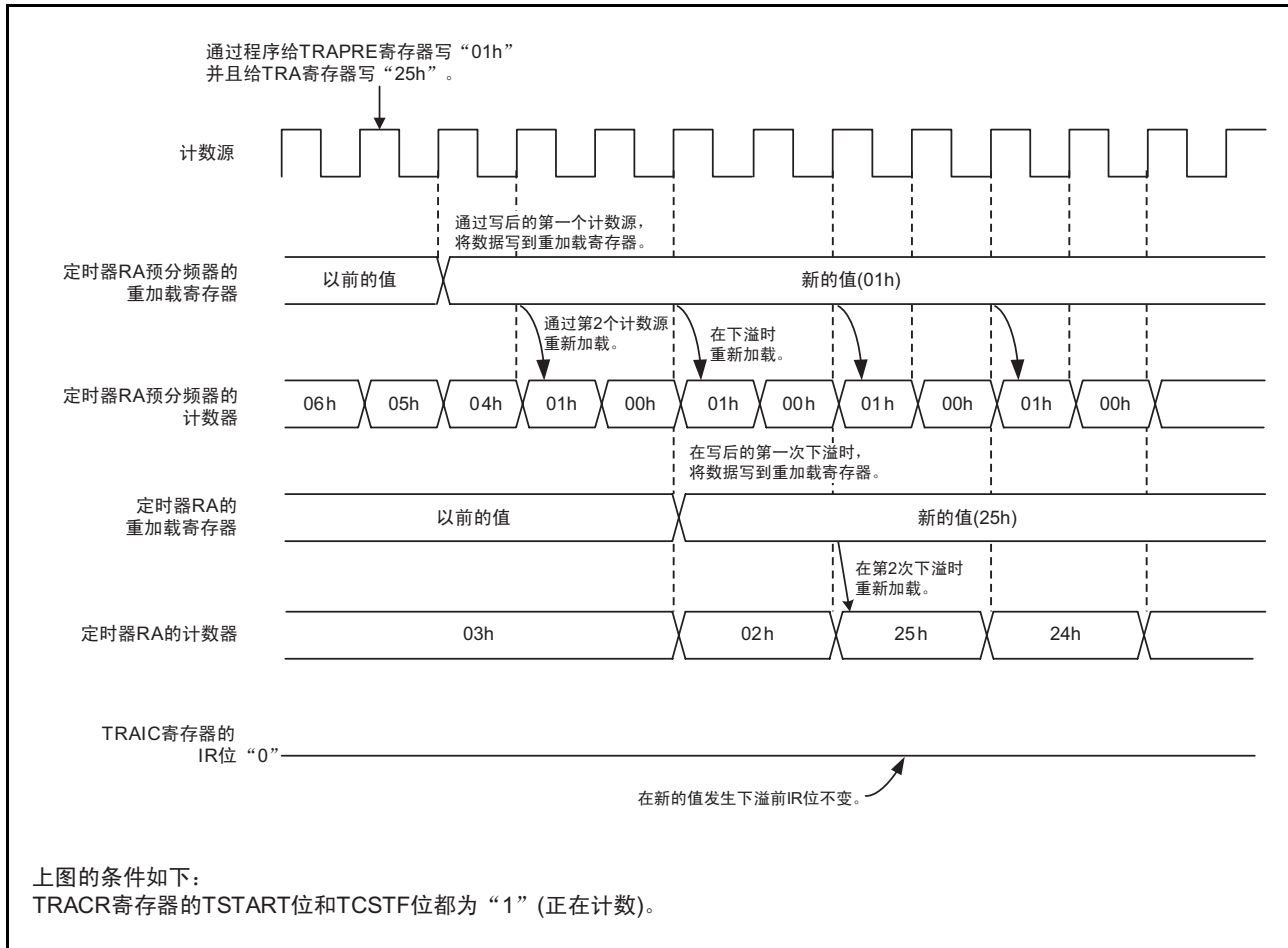 通过程序给TRAPRE寄存器写“01h”
并且给TRA寄存器写“25h”。
计数源
通过写后的第一个计数源，
将数据写到重加载寄存器。
定时器RA预分频器的
重加载寄存器
以前的值
新的值(01h)
通过第2个计数源
重新加载。
在下溢时
重新加载。
定时器RA预分频器的
计数器
06h 05h 04h 01h 00h 01h 00h 01h 00h 01h 00h
在写后的第一次下溢时，
将数据写到重加载寄存器。
定时器RA的
重加载寄存器
以前的值
新的值(25h)
在第2次下溢时
重新加载。
定时器RA的计数器
03h 02h 25h 24h
TRAIC寄存器的
IR位 “0”
在新的值发生下溢前IR位不变。
上图的条件如下：
TRACR寄存器的TSTART位和TCSTF位都为“1”(正在计数)。